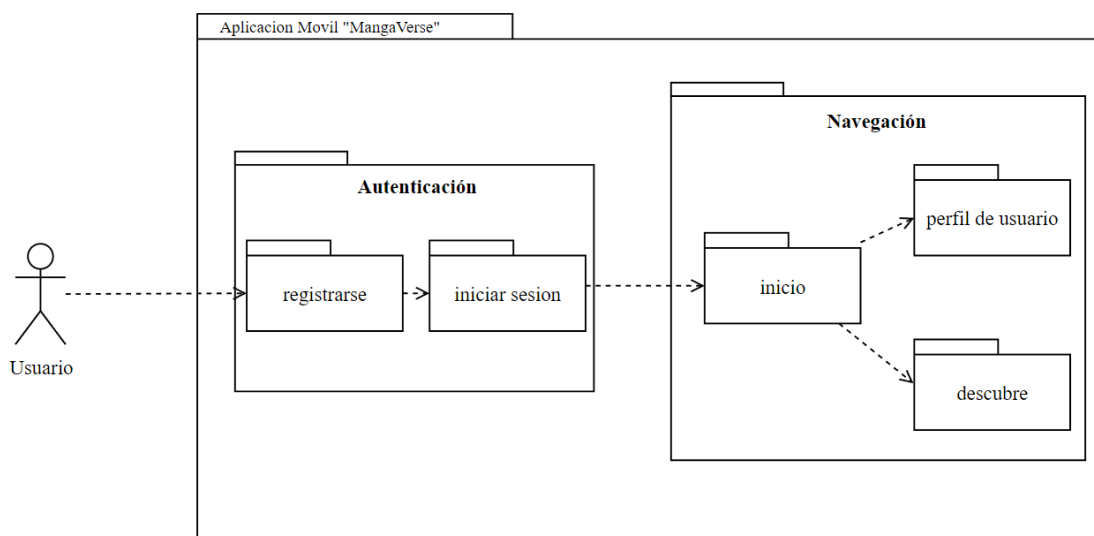 Aplicacion Movil "MangaVerse"
Navegación
Autenticación
perfil de usuario
registrarse
iniciar sesion
inicio
Usuario
descubre